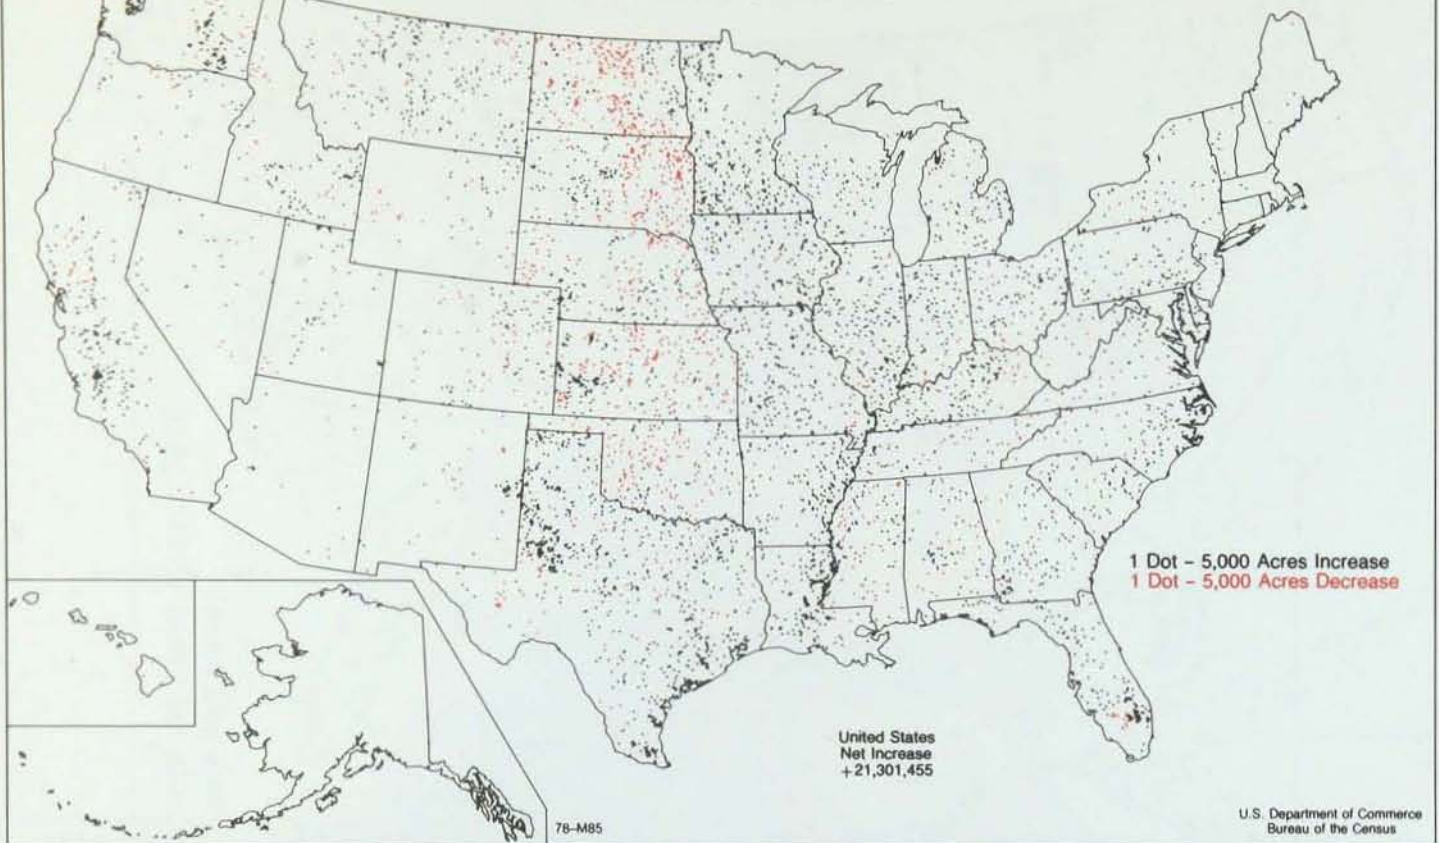 1 Dot – 5,000 Acres Increase
1 Dot – 5,000 Acres Decrease
United States
Net Increase
+21,301,455
78–M85
U.S. Department of Commerce
Bureau of the Census